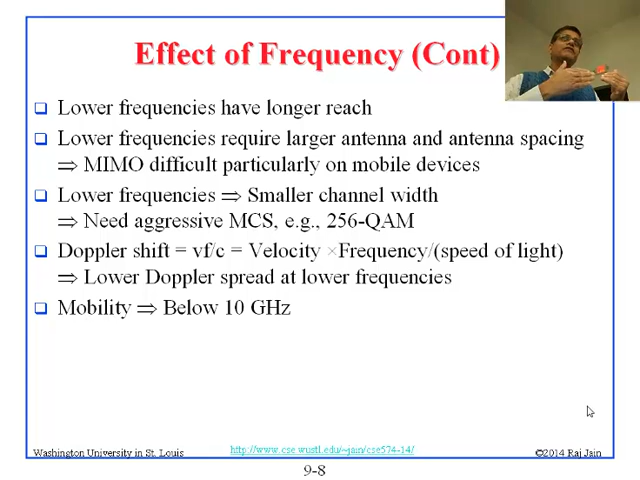 Effect of Frequency (Cont)
Lower frequencies have longer reach
Lower frequencies require larger antenna and antenna spacing
⇒ MIMO difficult particularly on mobile devices
Lower frequencies ⇒ Smaller channel width
⇒ Need aggressive MCS, e.g., 256-QAM
Doppler shift = vf/c = Velocity ×Frequency/(speed of light)
⇒ Lower Doppler spread at lower frequencies
Mobility ⇒ Below 10 GHz
Washington University in St. Louis
http://www.cse.wustl.edu/~jain/cse574-14/
©2014 Raj Jain
9-8